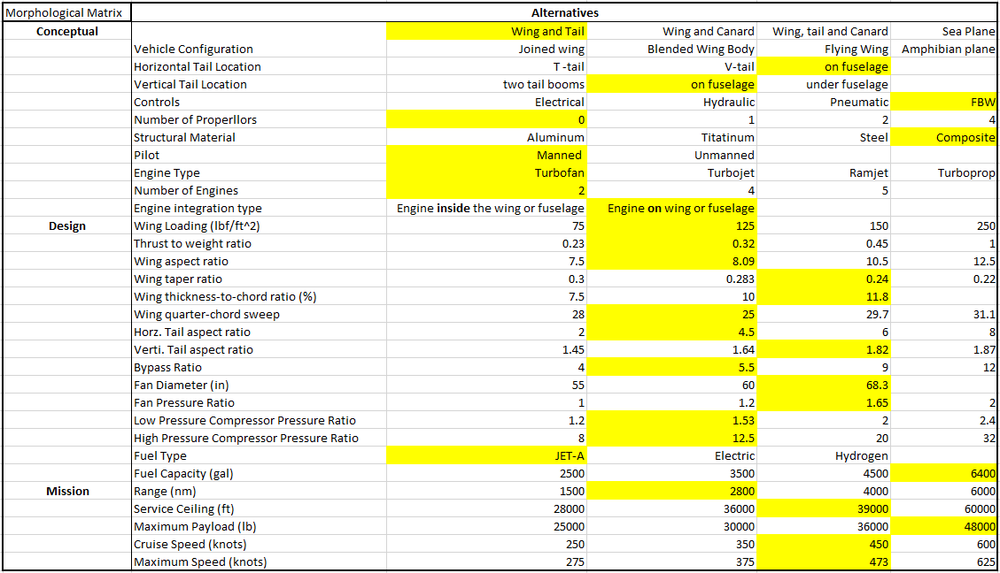 Morphological Matrix Alternatives
Conceptual Wing and Tail Wing and Canard Wing, tail and Canard Sea Plane
Vehicle Configuration Joined wing Blended Wing Body Flying Wing Amphibian plane
Horizontal Tail Location T -tail V-tail on fuselage
Vertical Tail Location two tail booms on fuselage under fuselage
Controls Electrical Hydraulic Pneumatic FBW
Number of Properllors 0 1 2 4
Structural Material Aluminum Titatinum Steel Composite
Pilot Manned Unmanned
Engine Type Turbofan Turbojet Ramjet Turboprop
Number of Engines 2 4 5
Engine integration type Engine inside the wing or fuselage Engine on wing or fuselage
Design Wing Loading (lbf/ft^2) 75 125 150 250
Thrust to weight ratio 0.23 0.32 0.45 1
Wing aspect ratio 7.5 8.09 10.5 12.5
Wing taper ratio 0.3 0.283 0.24 0.22
Wing thickness-to-chord ratio (%) 7.5 10 11.8
Wing quarter-chord sweep 28 25 29.7 31.1
Horz. Tail aspect ratio 2 4.5 6 8
Verti. Tail aspect ratio 1.45 1.64 1.82 1.87
Bypass Ratio 4 5.5 9 12
Fan Diameter (in) 55 60 68.3
Fan Pressure Ratio 1 1.2 1.65 2
Low Pressure Compressor Pressure Ratio 1.2 1.53 2 2.4
High Pressure Compressor Pressure Ratio 8 12.5 20 32
Fuel Type JET-A Electric Hydrogen
Fuel Capacity (gal) 2500 3500 4500 6400
Mission Range (nm) 1500 2800 4000 6000
Service Ceiling (ft) 28000 36000 39000 60000
Maximum Payload (lb) 25000 30000 36000 48000
Cruise Speed (knots) 250 350 450 600
Maximum Speed (knots) 275 375 473 625